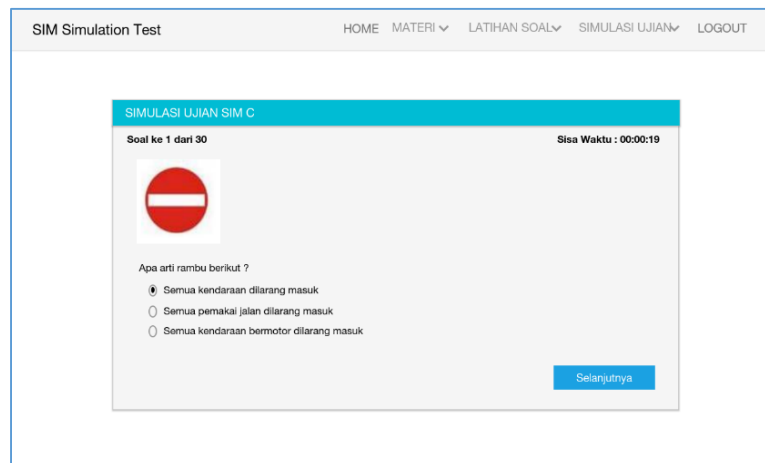 SIM Simulation Test HOME MATERI LATIHAN SOAL SIMULASI UJIAN LOGOUT
SIMULASI UJIAN SIM C
Soal ke 1 dari 30 Sisa Waktu : 00:00:19
Apa arti rambu berikut ?
Semua kendaraan dilarang masuk
Semua pemakai jalan dilarang masuk
Semua kendaraan bermotor dilarang masuk
Selanjutnya